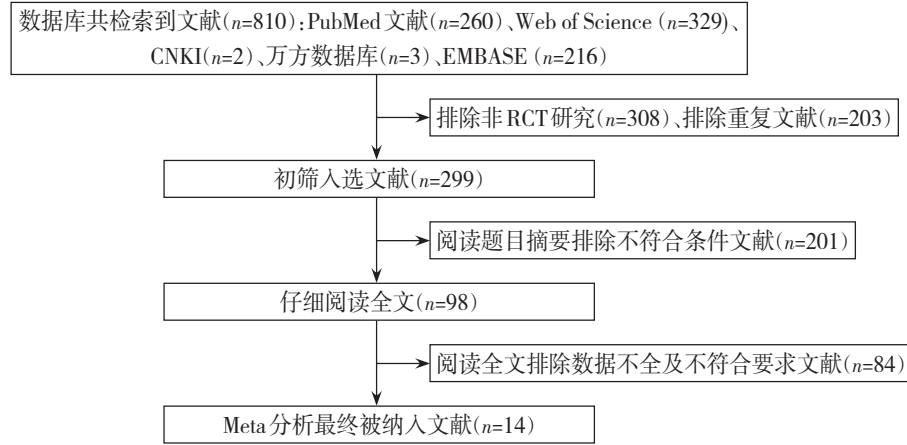 数据库共检索到文献(n=810):PubMed文献(n=260)、Web of Science (n=329)、
CNKI(n=2)、万方数据库(n=3)、EMBASE (n=216)
排除非RCT研究(n=308)、排除重复文献(n=203)
初筛入选文献(n=299)
阅读题目摘要排除不符合条件文献(n=201)
仔细阅读全文(n=98)
阅读全文排除数据不全及不符合要求文献(n=84)
Meta分析最终被纳入文献(n=14)